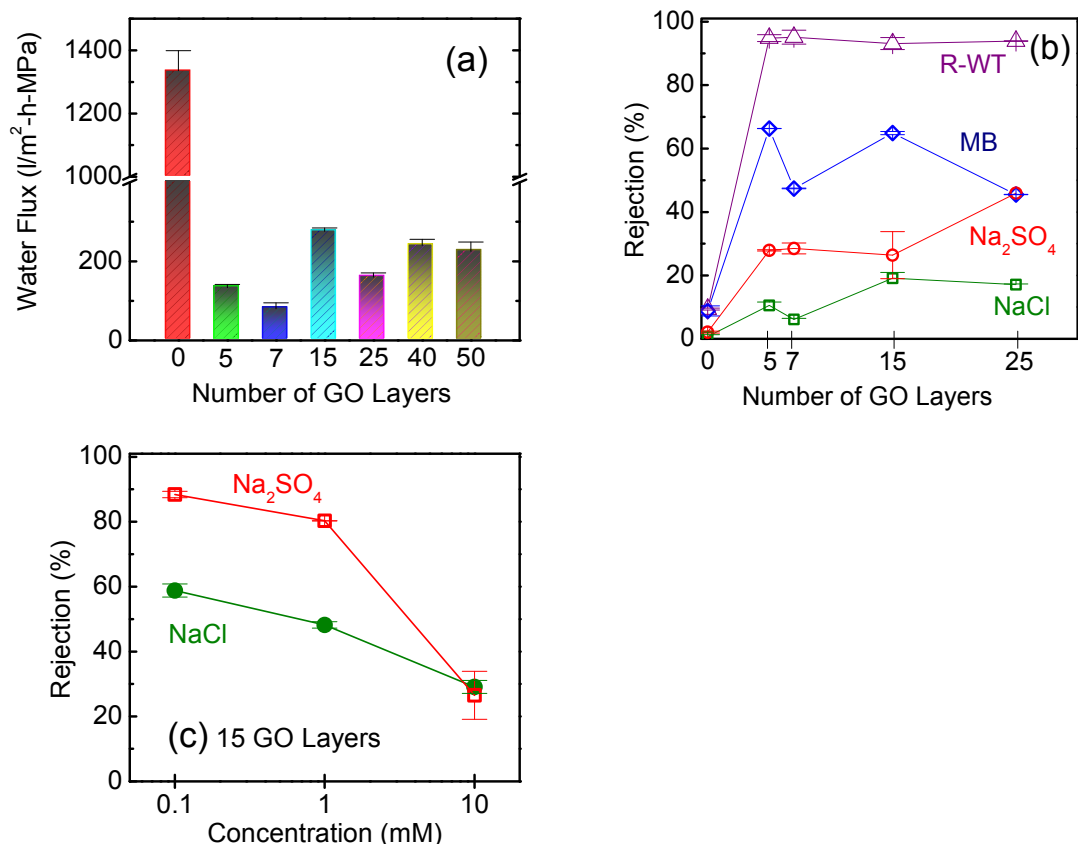 (a)
Water Flux (l/m²-h-MPa)
1400
1200
1000
200
0
0 5 7 15 25 40 50
Number of GO Layers
(b)
Rejection (%)
100
80
60
40
20
0
R-WT
MB
Na₂SO₄
NaCl
0 5 7 15 25
Number of GO Layers
Rejection (%)
100
80
60
40
20
0
Na₂SO₄
NaCl
(c) 15 GO Layers
0.1 1 10
Concentration (mM)